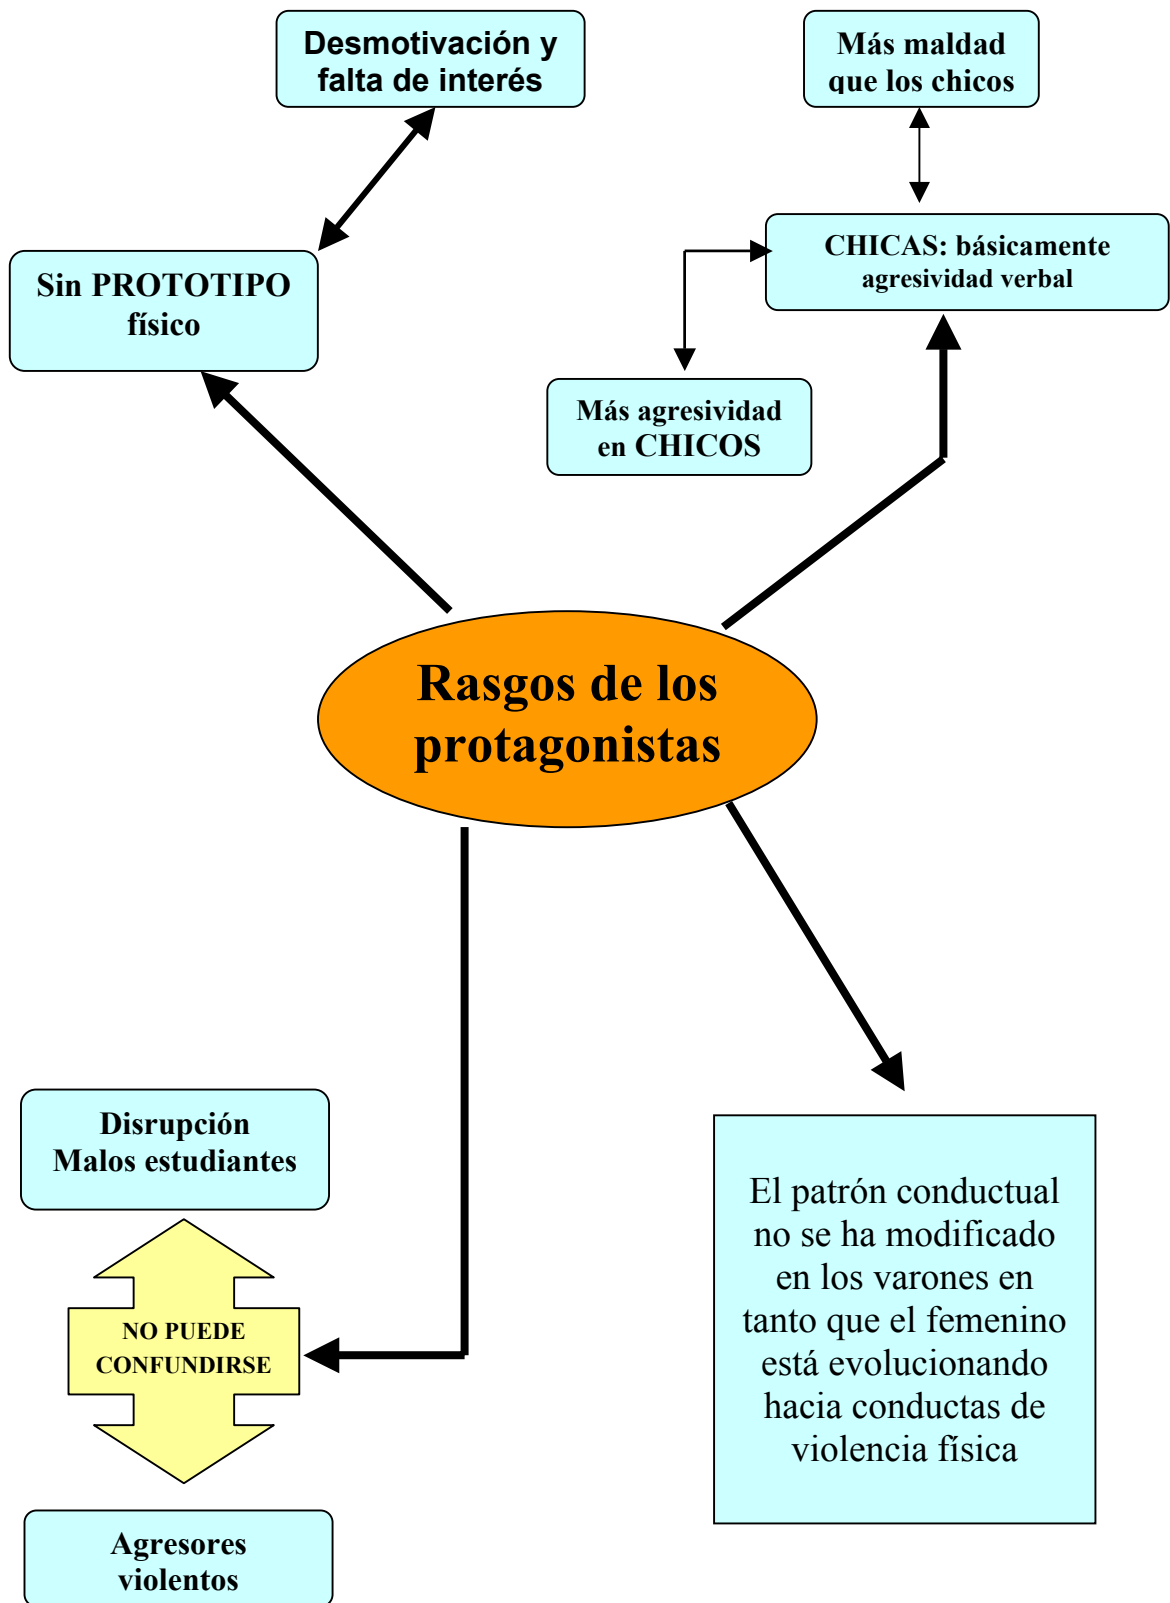 Desmotivación y
falta de interés
Más maldad
que los chicos
CHICAS: básicamente
agresividad verbal
Sin PROTOTIPO
físico
Más agresividad
en CHICOS
Rasgos de los
protagonistas
Disrupción
Malos estudiantes
NO PUEDE
CONFUNDIRSE
Agresores
violentos
El patrón conductual
no se ha modificado
en los varones en
tanto que el femenino
está evolucionando
hacia conductas de
violencia física